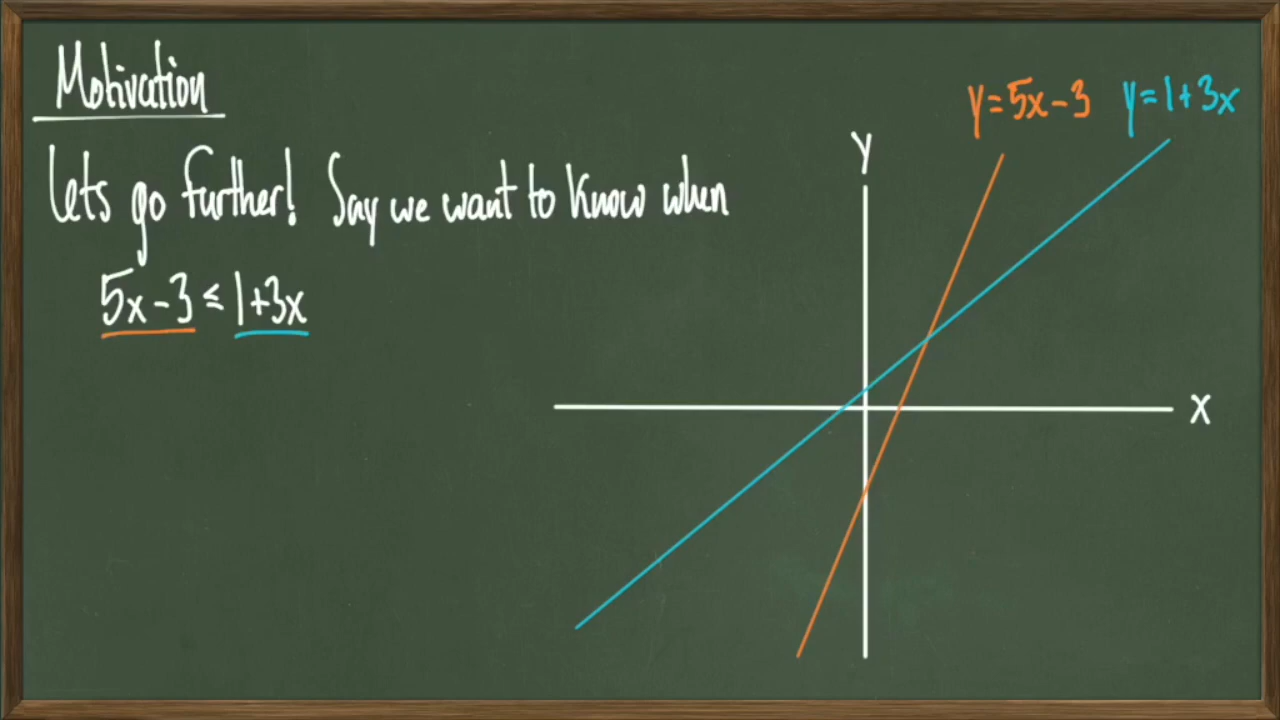 Motivation
Lets go further! Say we want to know when
5x-3 ≤ 1+3x
y=5x-3 y=1+3x
y
x